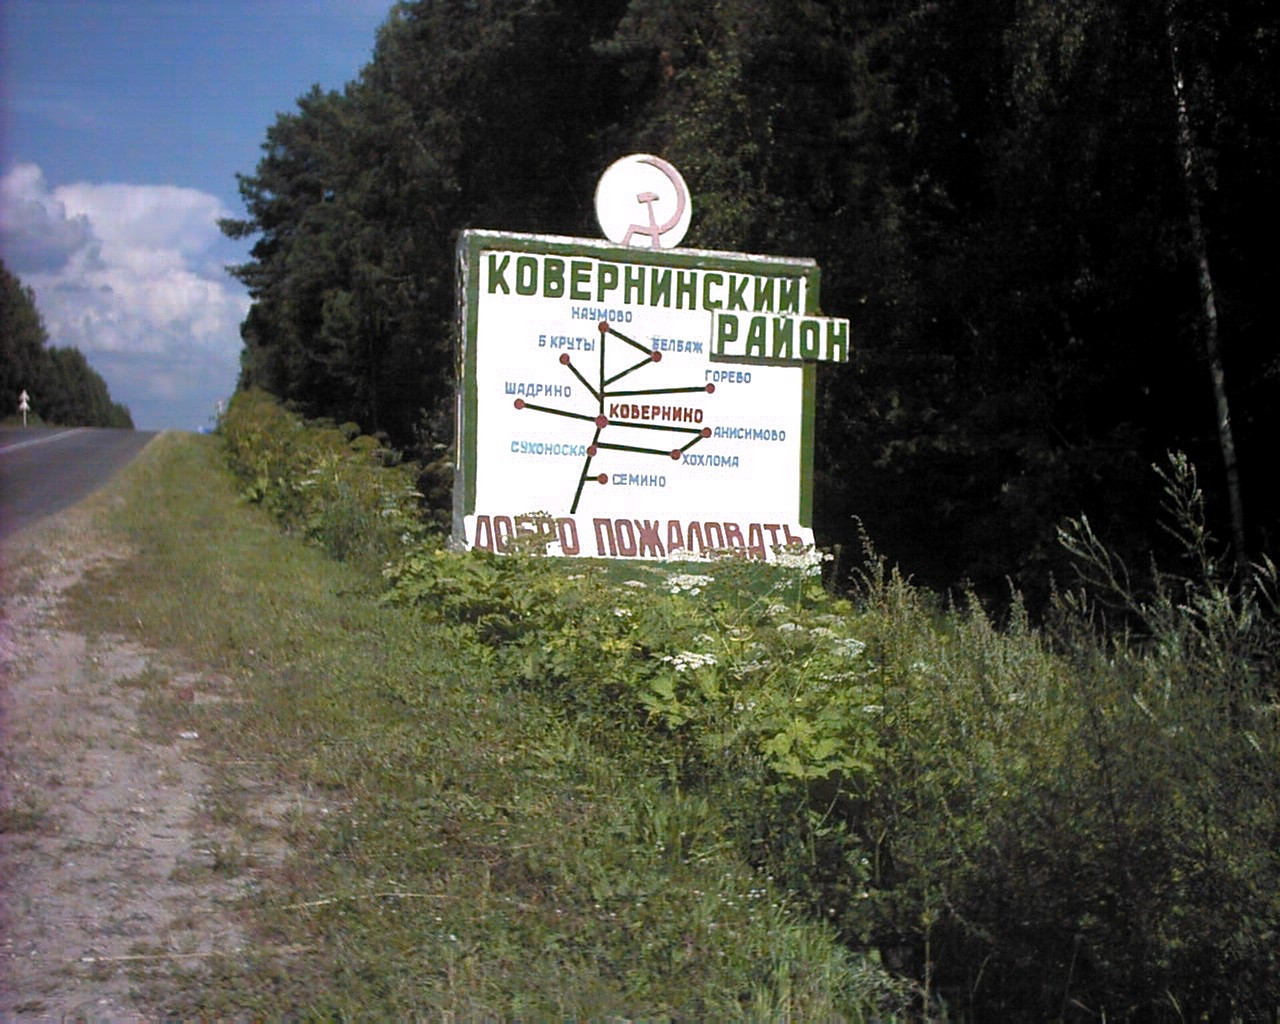 КОВЕРНИНСКИЙ
РАЙОН
НАУМОВО
Б КРУТЫ
БЕЛБАЖ
ГОРЕВО
ШАДРИНО
КОВЕРНИНО
АНИСИМОВО
СУХОНОСКА
ХОХЛОМА
СЕМИНО
ДОБРО ПОЖАЛОВАТЬ